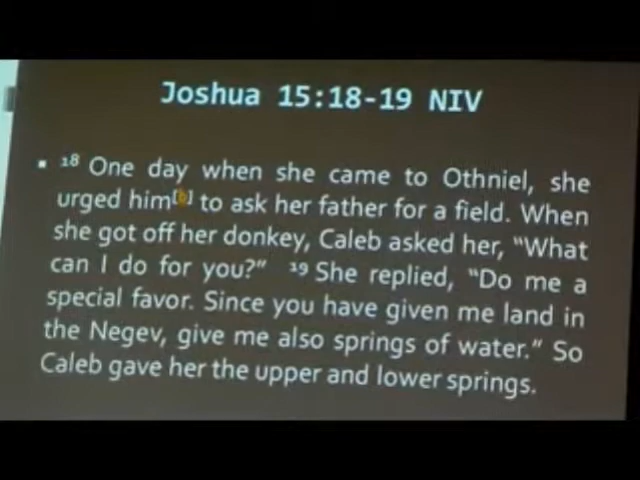 Joshua 15:18-19 NIV
▪ 18 One day when she came to Othniel, she
urged him[b] to ask her father for a field. When
she got off her donkey, Caleb asked her, “What
can I do for you?” 19 She replied, “Do me a
special favor. Since you have given me land in
the Negev, give me also springs of water.” So
Caleb gave her the upper and lower springs.